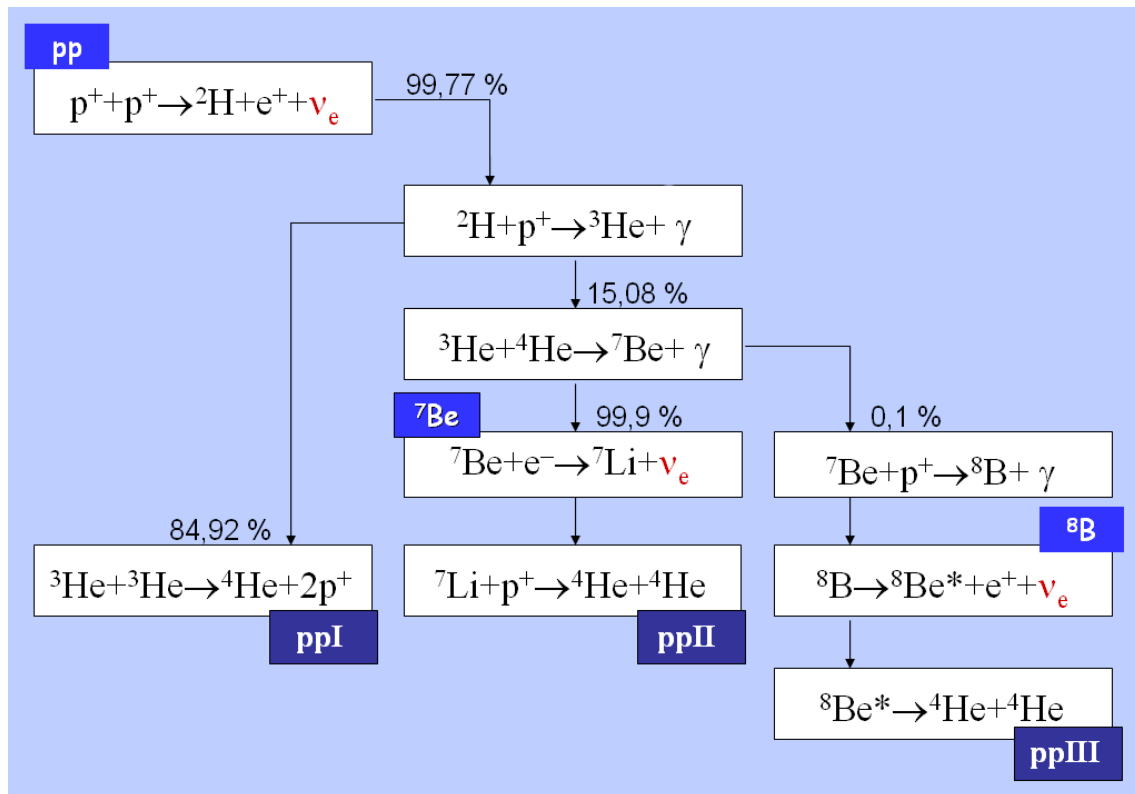 pp
p⁺+p⁺→²H+e⁺+νₑ
99,77 %
²H+p⁺→³He+ γ
15,08 %
³He+⁴He→⁷Be+ γ
⁷Be
99,9 %
0,1 %
⁷Be+e⁻→⁷Li+νₑ
⁷Be+p⁺→⁸B+ γ
84,92 %
⁸B
³He+³He→⁴He+2p⁺
⁷Li+p⁺→⁴He+⁴He
⁸B→⁸Be*+e⁺+νₑ
ppI
ppII
⁸Be*→⁴He+⁴He
ppIII